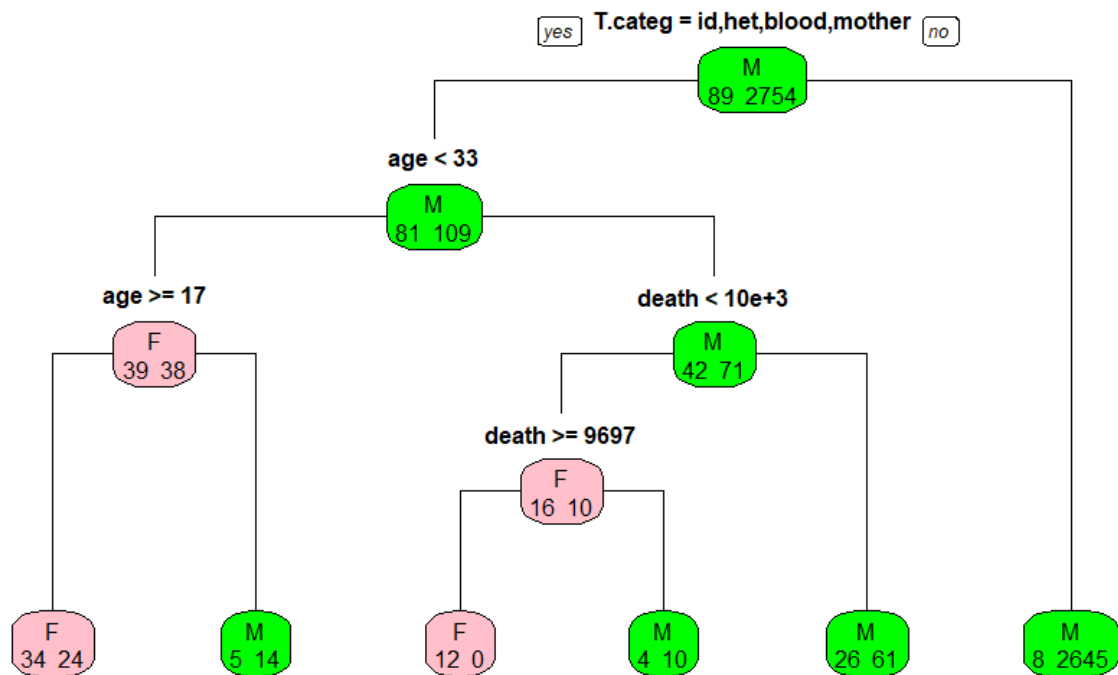 yes T.categ = id,het,blood,mother no
M
89 2754
age < 33
M
81 109
age >= 17
death < 10e+3
F
39 38
M
42 71
death >= 9697
F
16 10
F
34 24
M
5 14
F
12 0
M
4 10
M
26 61
M
8 2645